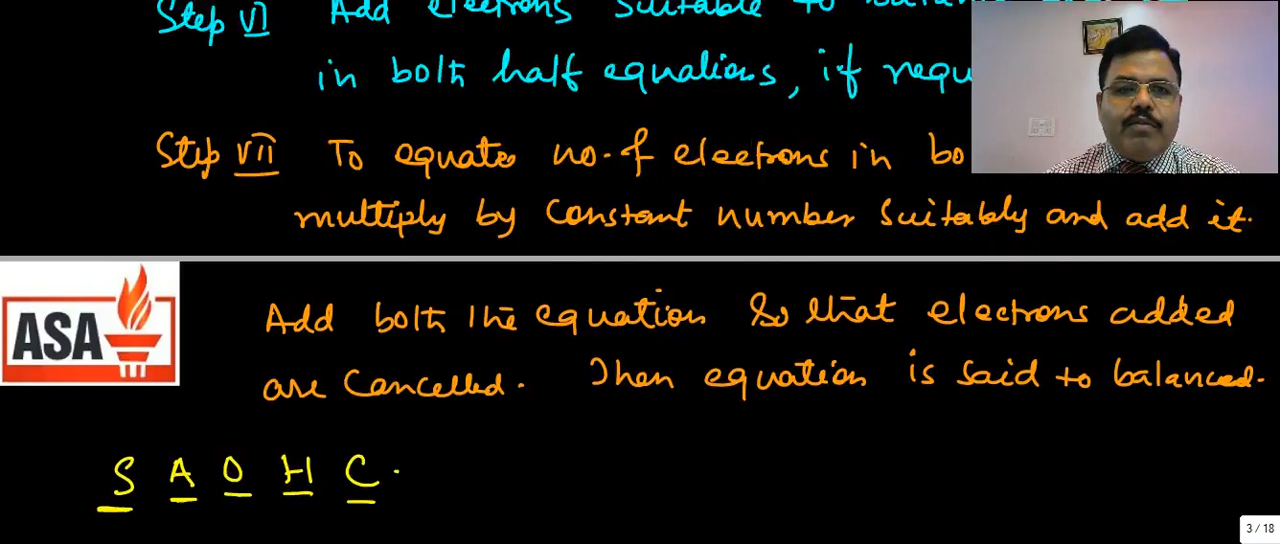 Step VI Add electrons suitable to
in both half equations, if requ
Step VII To equate no. of electrons in bo
multiply by constant number suitably and add it.
ASA
Add both the equation so that electrons added
are cancelled. Then equation is said to balanced.
S A O H C.
3 / 18